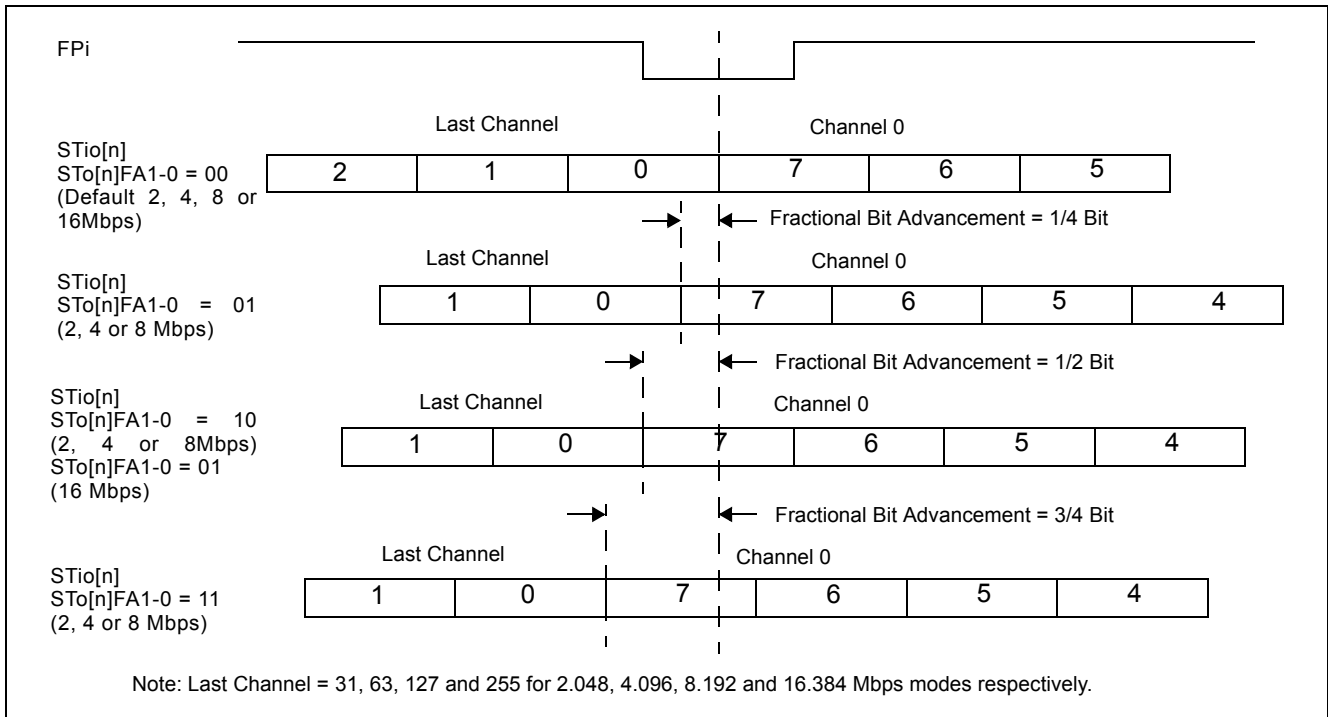 FPi
Last Channel
Channel 0
STio[n]
STo[n]FA1-0 = 00
(Default 2, 4, 8 or
16Mbps)
2 1 0 7 6 5
Fractional Bit Advancement = 1/4 Bit
Last Channel
Channel 0
STio[n]
STo[n]FA1-0 = 01
(2, 4 or 8 Mbps)
1 0 7 6 5 4
Fractional Bit Advancement = 1/2 Bit
Last Channel
Channel 0
STio[n]
STo[n]FA1-0 = 10
(2, 4 or 8Mbps)
STo[n]FA1-0 = 01
(16 Mbps)
1 0 7 6 5 4
Fractional Bit Advancement = 3/4 Bit
Last Channel
Channel 0
STio[n]
STo[n]FA1-0 = 11
(2, 4 or 8 Mbps)
1 0 7 6 5 4
Note: Last Channel = 31, 63, 127 and 255 for 2.048, 4.096, 8.192 and 16.384 Mbps modes respectively.